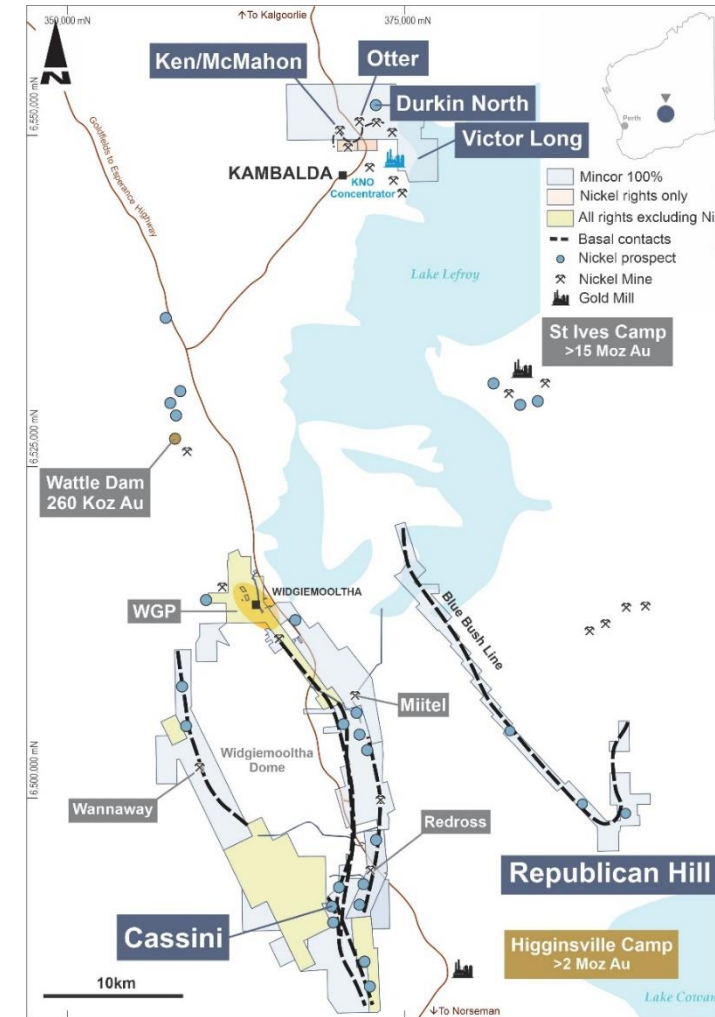 350,000 mN
↑To Kalgoorlie
375,000 mN
N
6,550,000 mN
6,525,000 mN
6,500,000 mN
Goldfields to Esperance Highway
Ken/McMahon
Otter
Durkin North
Victor Long
KAMBALDA
KNO
Concentrator
Perth
Mincor 100%
Nickel rights only
All rights excluding Ni
Basal contacts
Nickel prospect
Nickel Mine
Gold Mill
Lake Lefroy
St Ives Camp
>15 Moz Au
Wattle Dam
260 Koz Au
WIDGIEMOOLTHA
WGP
Blue Bush Line
Miitel
Widgiemooltha
Dome
Wannaway
Redross
Republican Hill
Cassini
Higginsville Camp
>2 Moz Au
10km
Lake Cowan
↓To Norseman